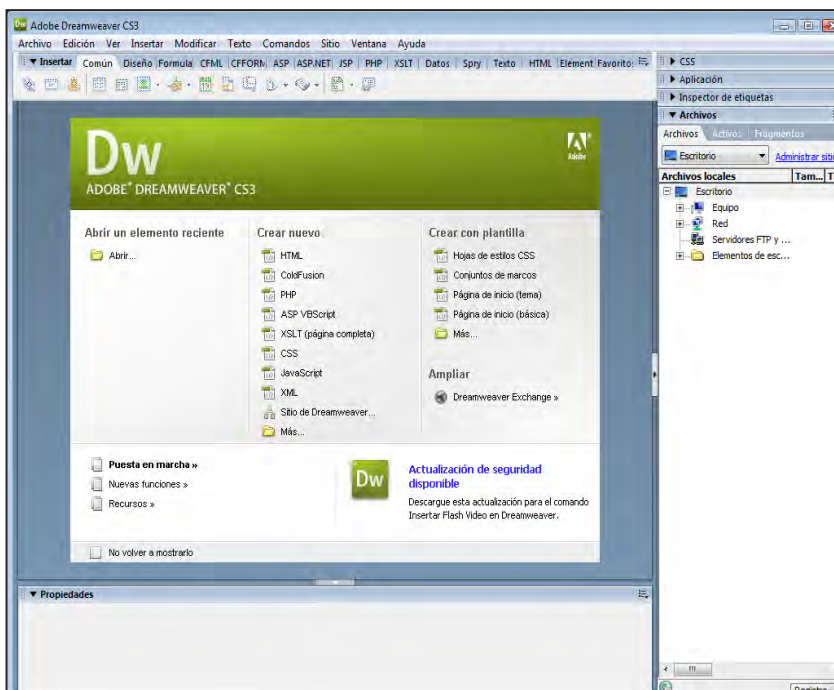 Adobe Dreamweaver CS3
Archivo Edición Ver Insertar Modificar Texto Comandos Sitio Ventana Ayuda
Insertar Común Diseño Formula CFML CFFORM ASP ASP.NET JSP PHP XSLT Datos Spry Texto HTML Element Favorito
CSS
Aplicación
Inspector de etiquetas
Archivos
Archivos Activos Fragmentos
Escritorio Administrar sitio
Archivos locales Tam... T
Escritorio
Equipo
Red
Servidores FTP y ...
Elementos de esc...
Dw
Adobe
ADOBE® DREAMWEAVER® CS3
Abrir un elemento reciente
Abrir...
Crear nuevo
HTML
ColdFusion
PHP
ASP VBScript
XSLT (página completa)
CSS
JavaScript
XML
Sitio de Dreamweaver...
Más...
Crear con plantilla
Hojas de estilos CSS
Conjuntos de marcos
Página de inicio (tema)
Página de inicio (básica)
Más...
Ampliar
Dreamweaver Exchange »
Puesta en marcha »
Nuevas funciones »
Recursos »
Dw
Actualización de seguridad
disponible
Descargue esta actualización para el comando
Insertar Flash Video en Dreamweaver.
No volver a mostrarlo
Propiedades